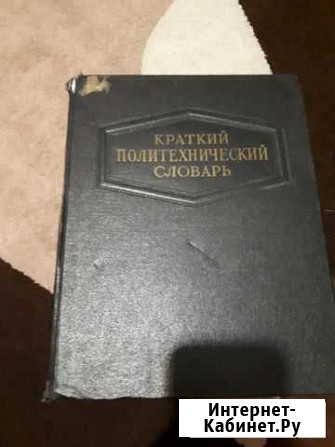 КРАТКИЙ
ПОЛИТЕХНИЧЕСКИЙ
СЛОВАРЬ
Интернет-
Кабинет.Ру